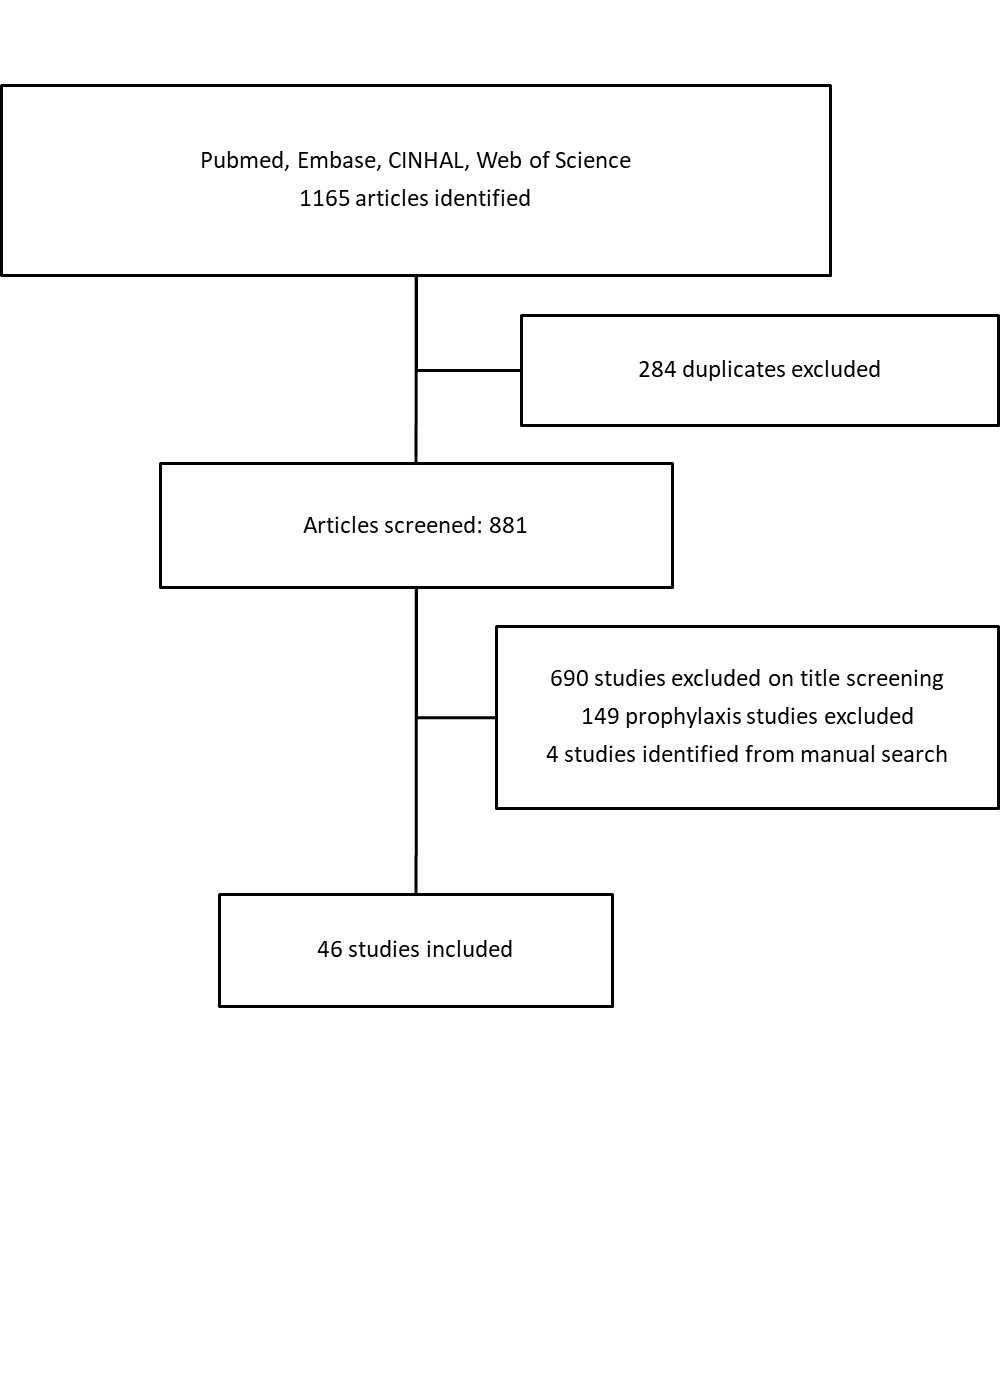 Pubmed, Embase, CINHAL, Web of Science
1165 articles identified
284 duplicates excluded
Articles screened: 881
690 studies excluded on title screening
149 prophylaxis studies excluded
4 studies identified from manual search
46 studies included